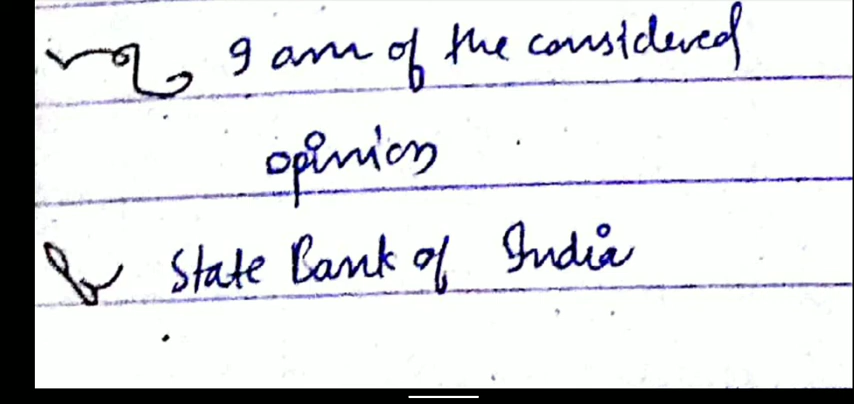 I am of the considered
opinion
State Bank of India